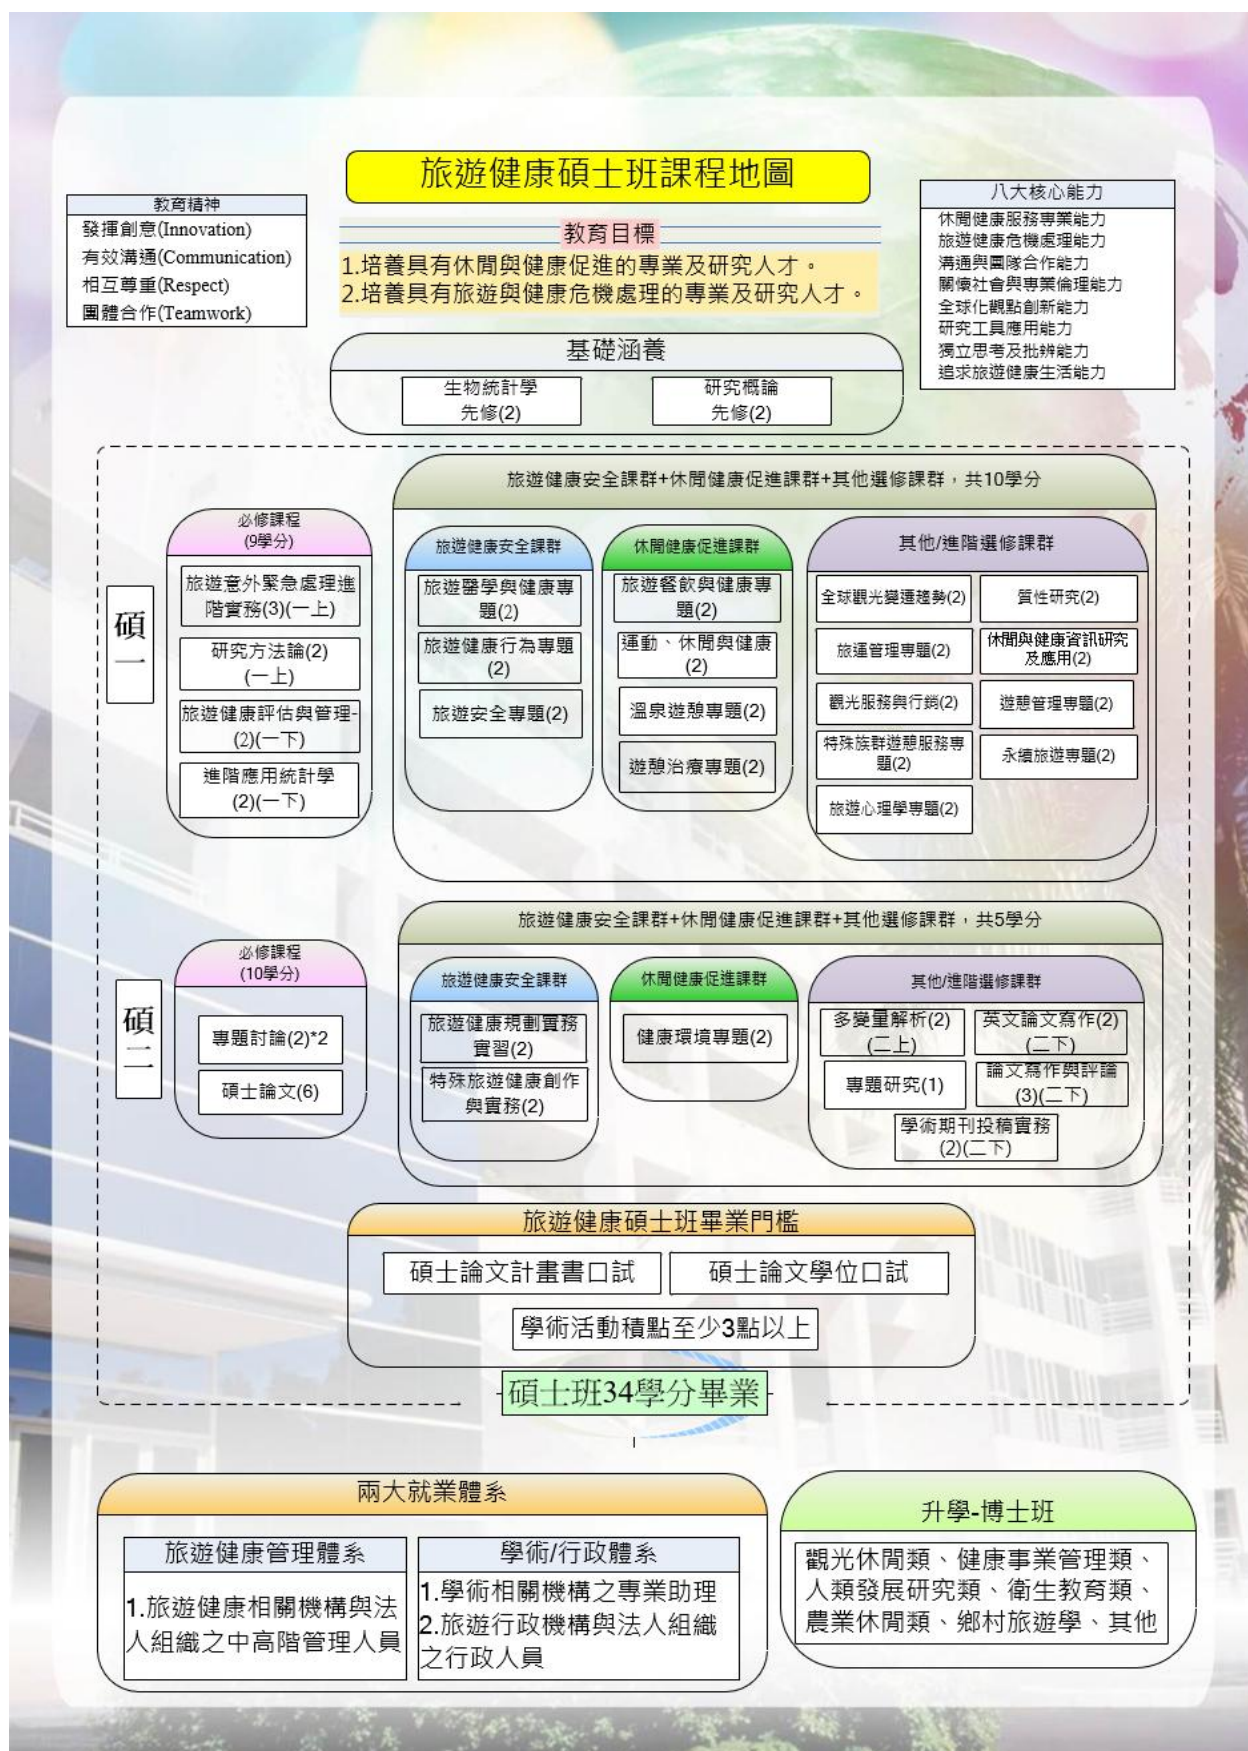 旅遊健康碩士班課程地圖
教育精神
發揮創意(Innovation)
有效溝通(Communication)
相互尊重(Respect)
團體合作(Teamwork)
教育目標
1.培養具有休閒與健康促進的專業及研究人才。
2.培養具有旅遊與健康危機處理的專業及研究人才。
八大核心能力
休閒健康服務專業能力
旅遊健康危機處理能力
溝通與團隊合作能力
關懷社會與專業倫理能力
全球化觀點創新能力
研究工具應用能力
獨立思考及批辨能力
追求旅遊健康生活能力
基礎涵養
生物統計學
先修(2)
研究概論
先修(2)
碩一
必修課程
(9學分)
旅遊意外緊急處理進
階實務(3)(一上)
研究方法論(2)
(一上)
旅遊健康評估與管理-
(2)(一下)
進階應用統計學
(2)(一下)
旅遊健康安全課群+休閒健康促進課群+其他選修課群，共10學分
旅遊健康安全課群
旅遊醫學與健康專
題(2)
旅遊健康行為專題
(2)
旅遊安全專題(2)
休閒健康促進課群
旅遊餐飲與健康專
題(2)
運動、休閒與健康
(2)
溫泉遊憩專題(2)
遊憩治療專題(2)
其他/進階選修課群
全球觀光變遷趨勢(2)
質性研究(2)
旅運管理專題(2)
休閒與健康資訊研究
及應用(2)
觀光服務與行銷(2)
遊憩管理專題(2)
特殊族群遊憩服務專
題(2)
永續旅遊專題(2)
旅遊心理學專題(2)
碩二
必修課程
(10學分)
專題討論(2)*2
碩士論文(6)
旅遊健康安全課群+休閒健康促進課群+其他選修課群，共5學分
旅遊健康安全課群
旅遊健康規劃實務
實習(2)
特殊旅遊健康創作
與實務(2)
休閒健康促進課群
健康環境專題(2)
其他/進階選修課群
多變量解析(2)
(二上)
英文論文寫作(2)
(二下)
專題研究(1)
論文寫作與評論
(3)(二下)
學術期刊投稿實務
(2)(二下)
旅遊健康碩士班畢業門檻
碩士論文計畫書口試
碩士論文學位口試
學術活動積點至少3點以上
碩士班34學分畢業
兩大就業體系
旅遊健康管理體系
1.旅遊健康相關機構與法
人組織之中高階管理人員
學術/行政體系
1.學術相關機構之專業助理
2.旅遊行政機構與法人組織
之行政人員
升學-博士班
觀光休閒類、健康事業管理類、
人類發展研究類、衛生教育類、
農業休閒類、鄉村旅遊學、其他